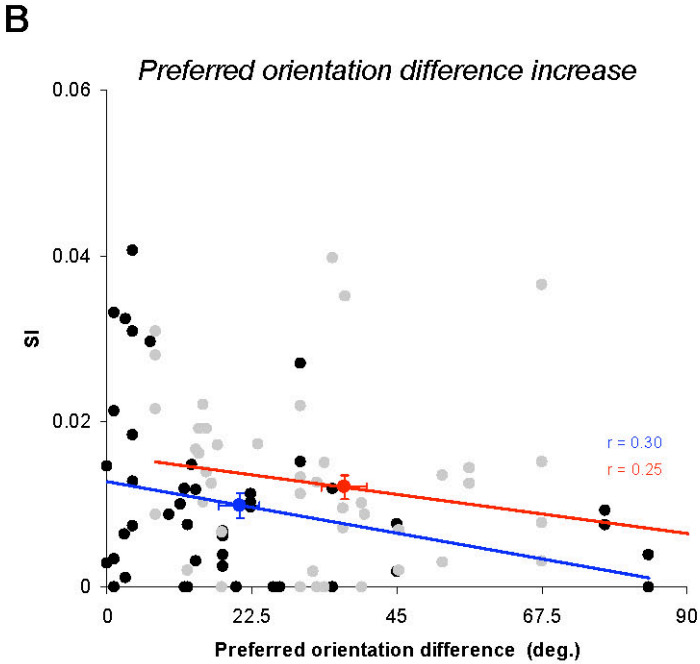 B
Preferred orientation difference increase
0.06
0.04
SI
0.02
r = 0.30
r = 0.25
0
0 22.5 45 67.5 90
Preferred orientation difference (deg.)